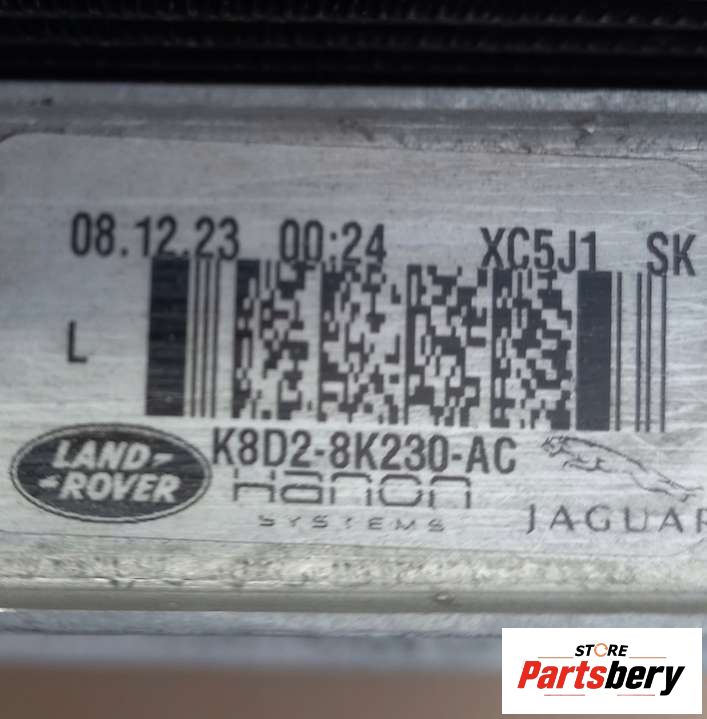 08.12.23 00:24 XC5J1 SK
L
K8D2-8K230-AC
LAND-
-ROVER
HANON
SYSTEMS
JAGUAR
STORE
Partsbery